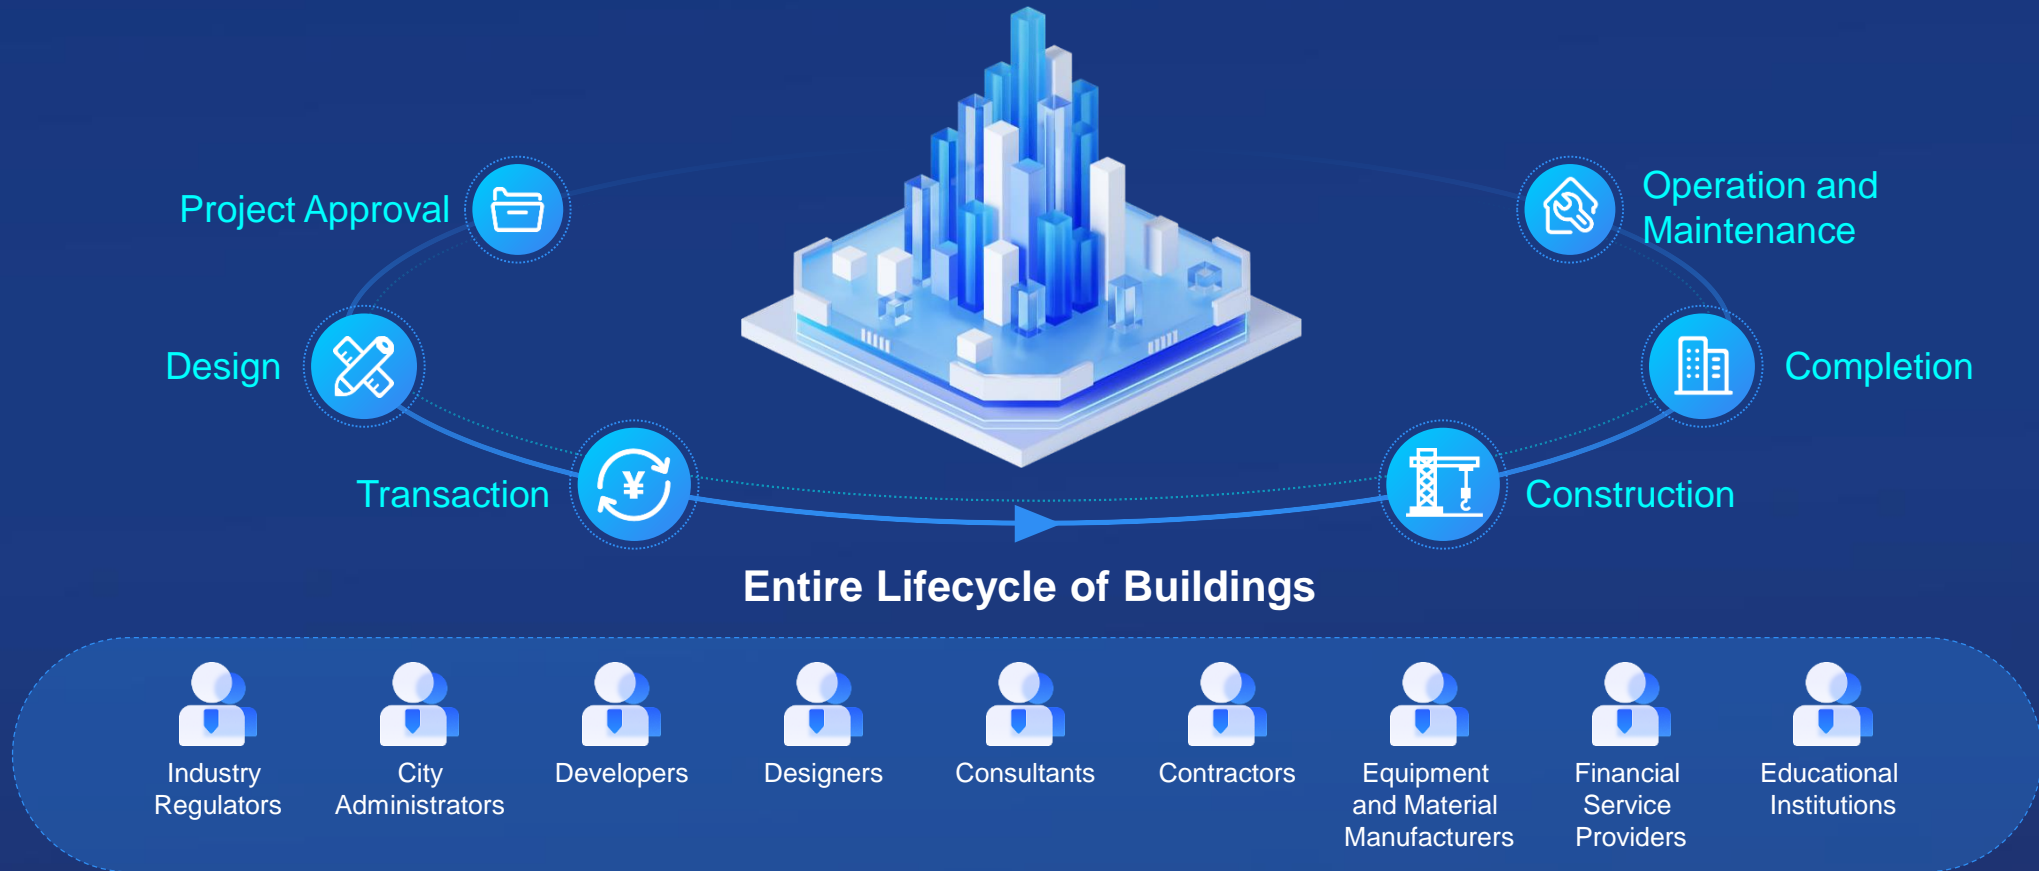 Project Approval
Operation and
Maintenance
Design
Completion
Transaction
¥
Construction
Entire Lifecycle of Buildings
Industry
Regulators
City
Administrators
Developers
Designers
Consultants
Contractors
Equipment
and Material
Manufacturers
Financial
Service
Providers
Educational
Institutions